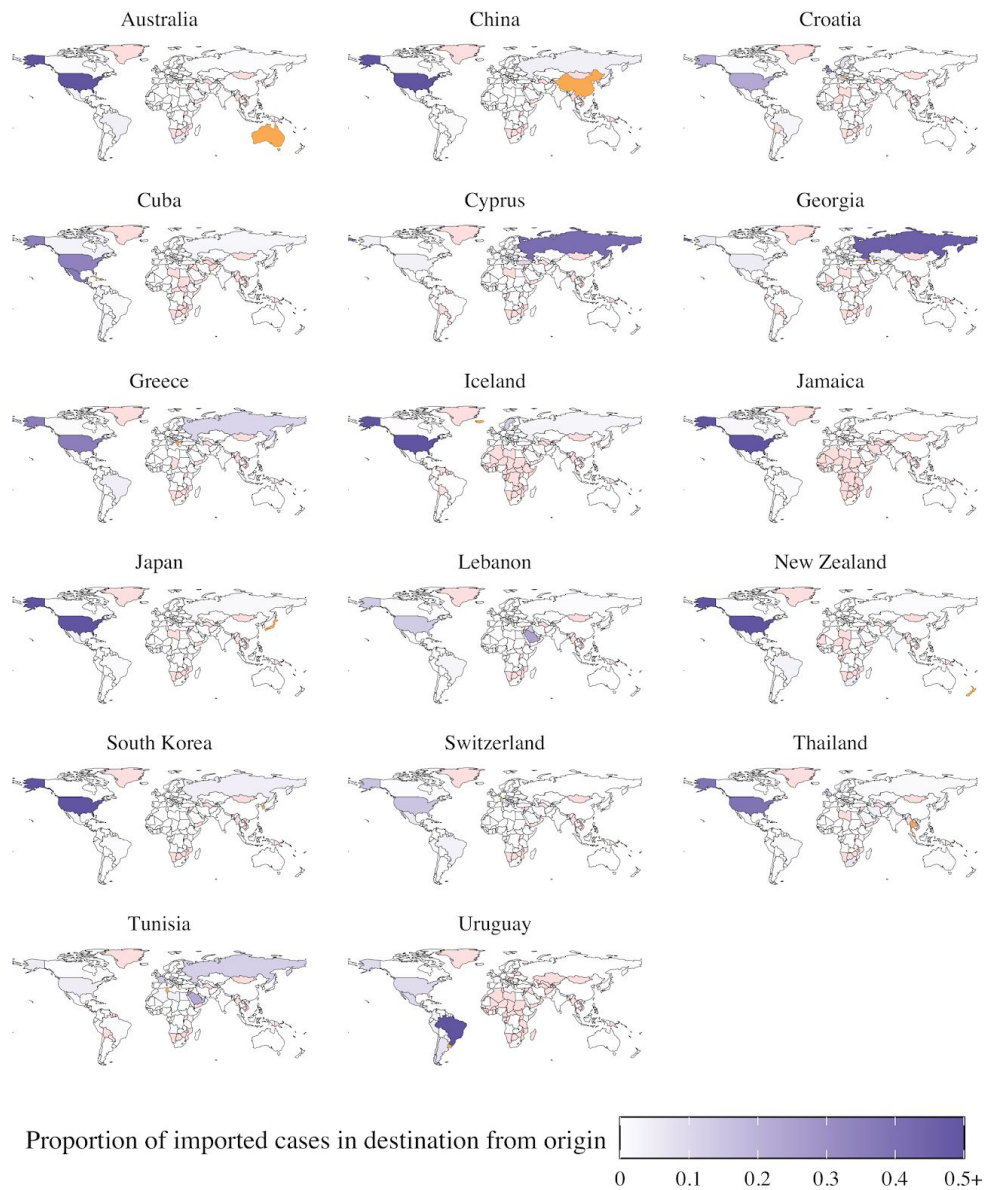 Australia
China
Croatia
Cuba
Cyprus
Georgia
Greece
Iceland
Jamaica
Japan
Lebanon
New Zealand
South Korea
Switzerland
Thailand
Tunisia
Uruguay
Proportion of imported cases in destination from origin
0 0.1 0.2 0.3 0.4 0.5+